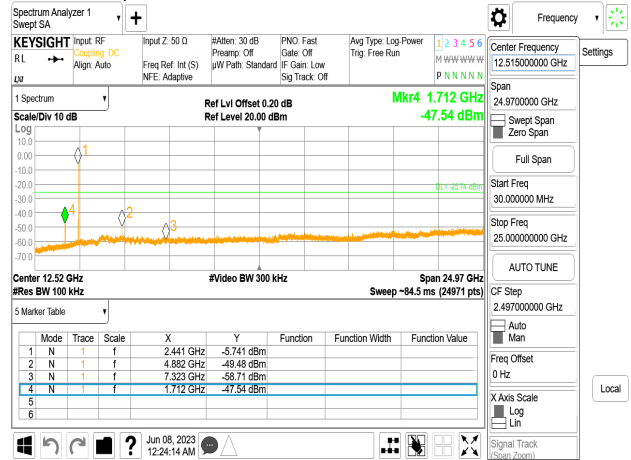 Spectrum Analyzer 1
Swept SA
Frequency
KEYSIGHT Input: RF Input Z: 50 Ω #Atten: 30 dB PNO: Fast Avg Type: Log-Power 1 2 3 4 5 6
RL Coupling: DC Preamp: Off Gate: Off Trig: Free Run M W W W W W
Align: Auto Freq Ref: Int (S) µW Path: Standard IF Gain: Low
NFE: Adaptive Sig Track: Off P N N N N N
LXI
Center Frequency
12.515000000 GHz
Settings
1 Spectrum
Scale/Div 10 dB
Ref Lvl Offset 0.20 dB
Ref Level 20.00 dBm
Mkr4 1.712 GHz
-47.54 dBm
Log
10.0
0.00
-10.0
-20.0
-30.0
-40.0
-50.0
-60.0
-70.0
1
2
3
4
DL1 -25.74 dBm
Center 12.52 GHz #Video BW 300 kHz Span 24.97 GHz
#Res BW 100 kHz Sweep ~84.5 ms (24971 pts)
Span
24.9700000 GHz
Swept Span
Zero Span
Full Span
Start Freq
30.000000 MHz
Stop Freq
25.000000000 GHz
AUTO TUNE
CF Step
2.497000000 GHz
Auto
Man
Freq Offset
0 Hz
X Axis Scale
Log
Lin
Local
Signal Track
(Span Zoom)
5 Marker Table
Mode Trace Scale X Y Function Function Width Function Value
1 N 1 f 2.441 GHz -5.741 dBm
2 N 1 f 4.882 GHz -49.48 dBm
3 N 1 f 7.323 GHz -58.71 dBm
4 N 1 f 1.712 GHz -47.54 dBm
5
6
?
Jun 08, 2023
12:24:14 AM